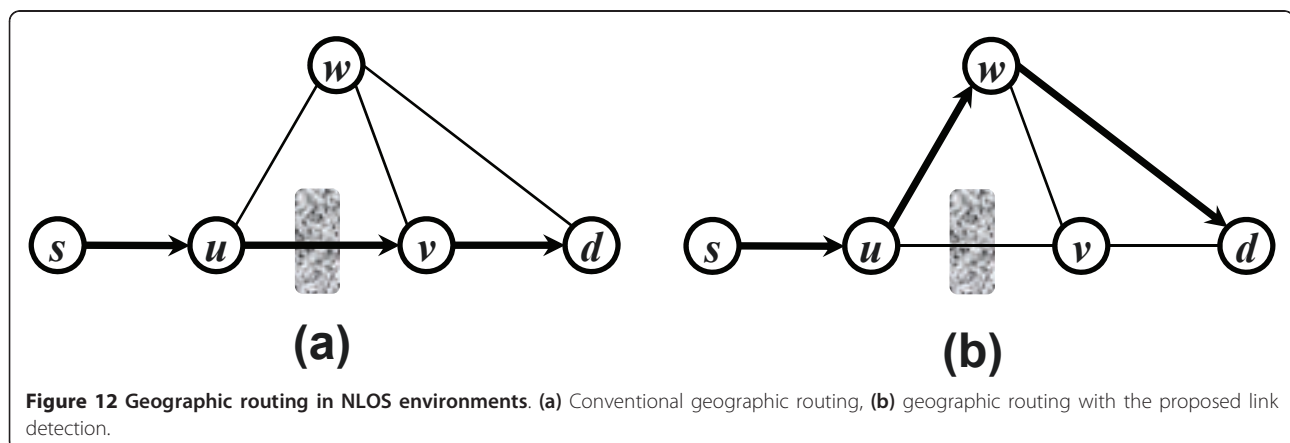 w
s u v d
(a)
w
s u v d
(b)
Figure 12 Geographic routing in NLOS environments. (a) Conventional geographic routing, (b) geographic routing with the proposed link
detection.